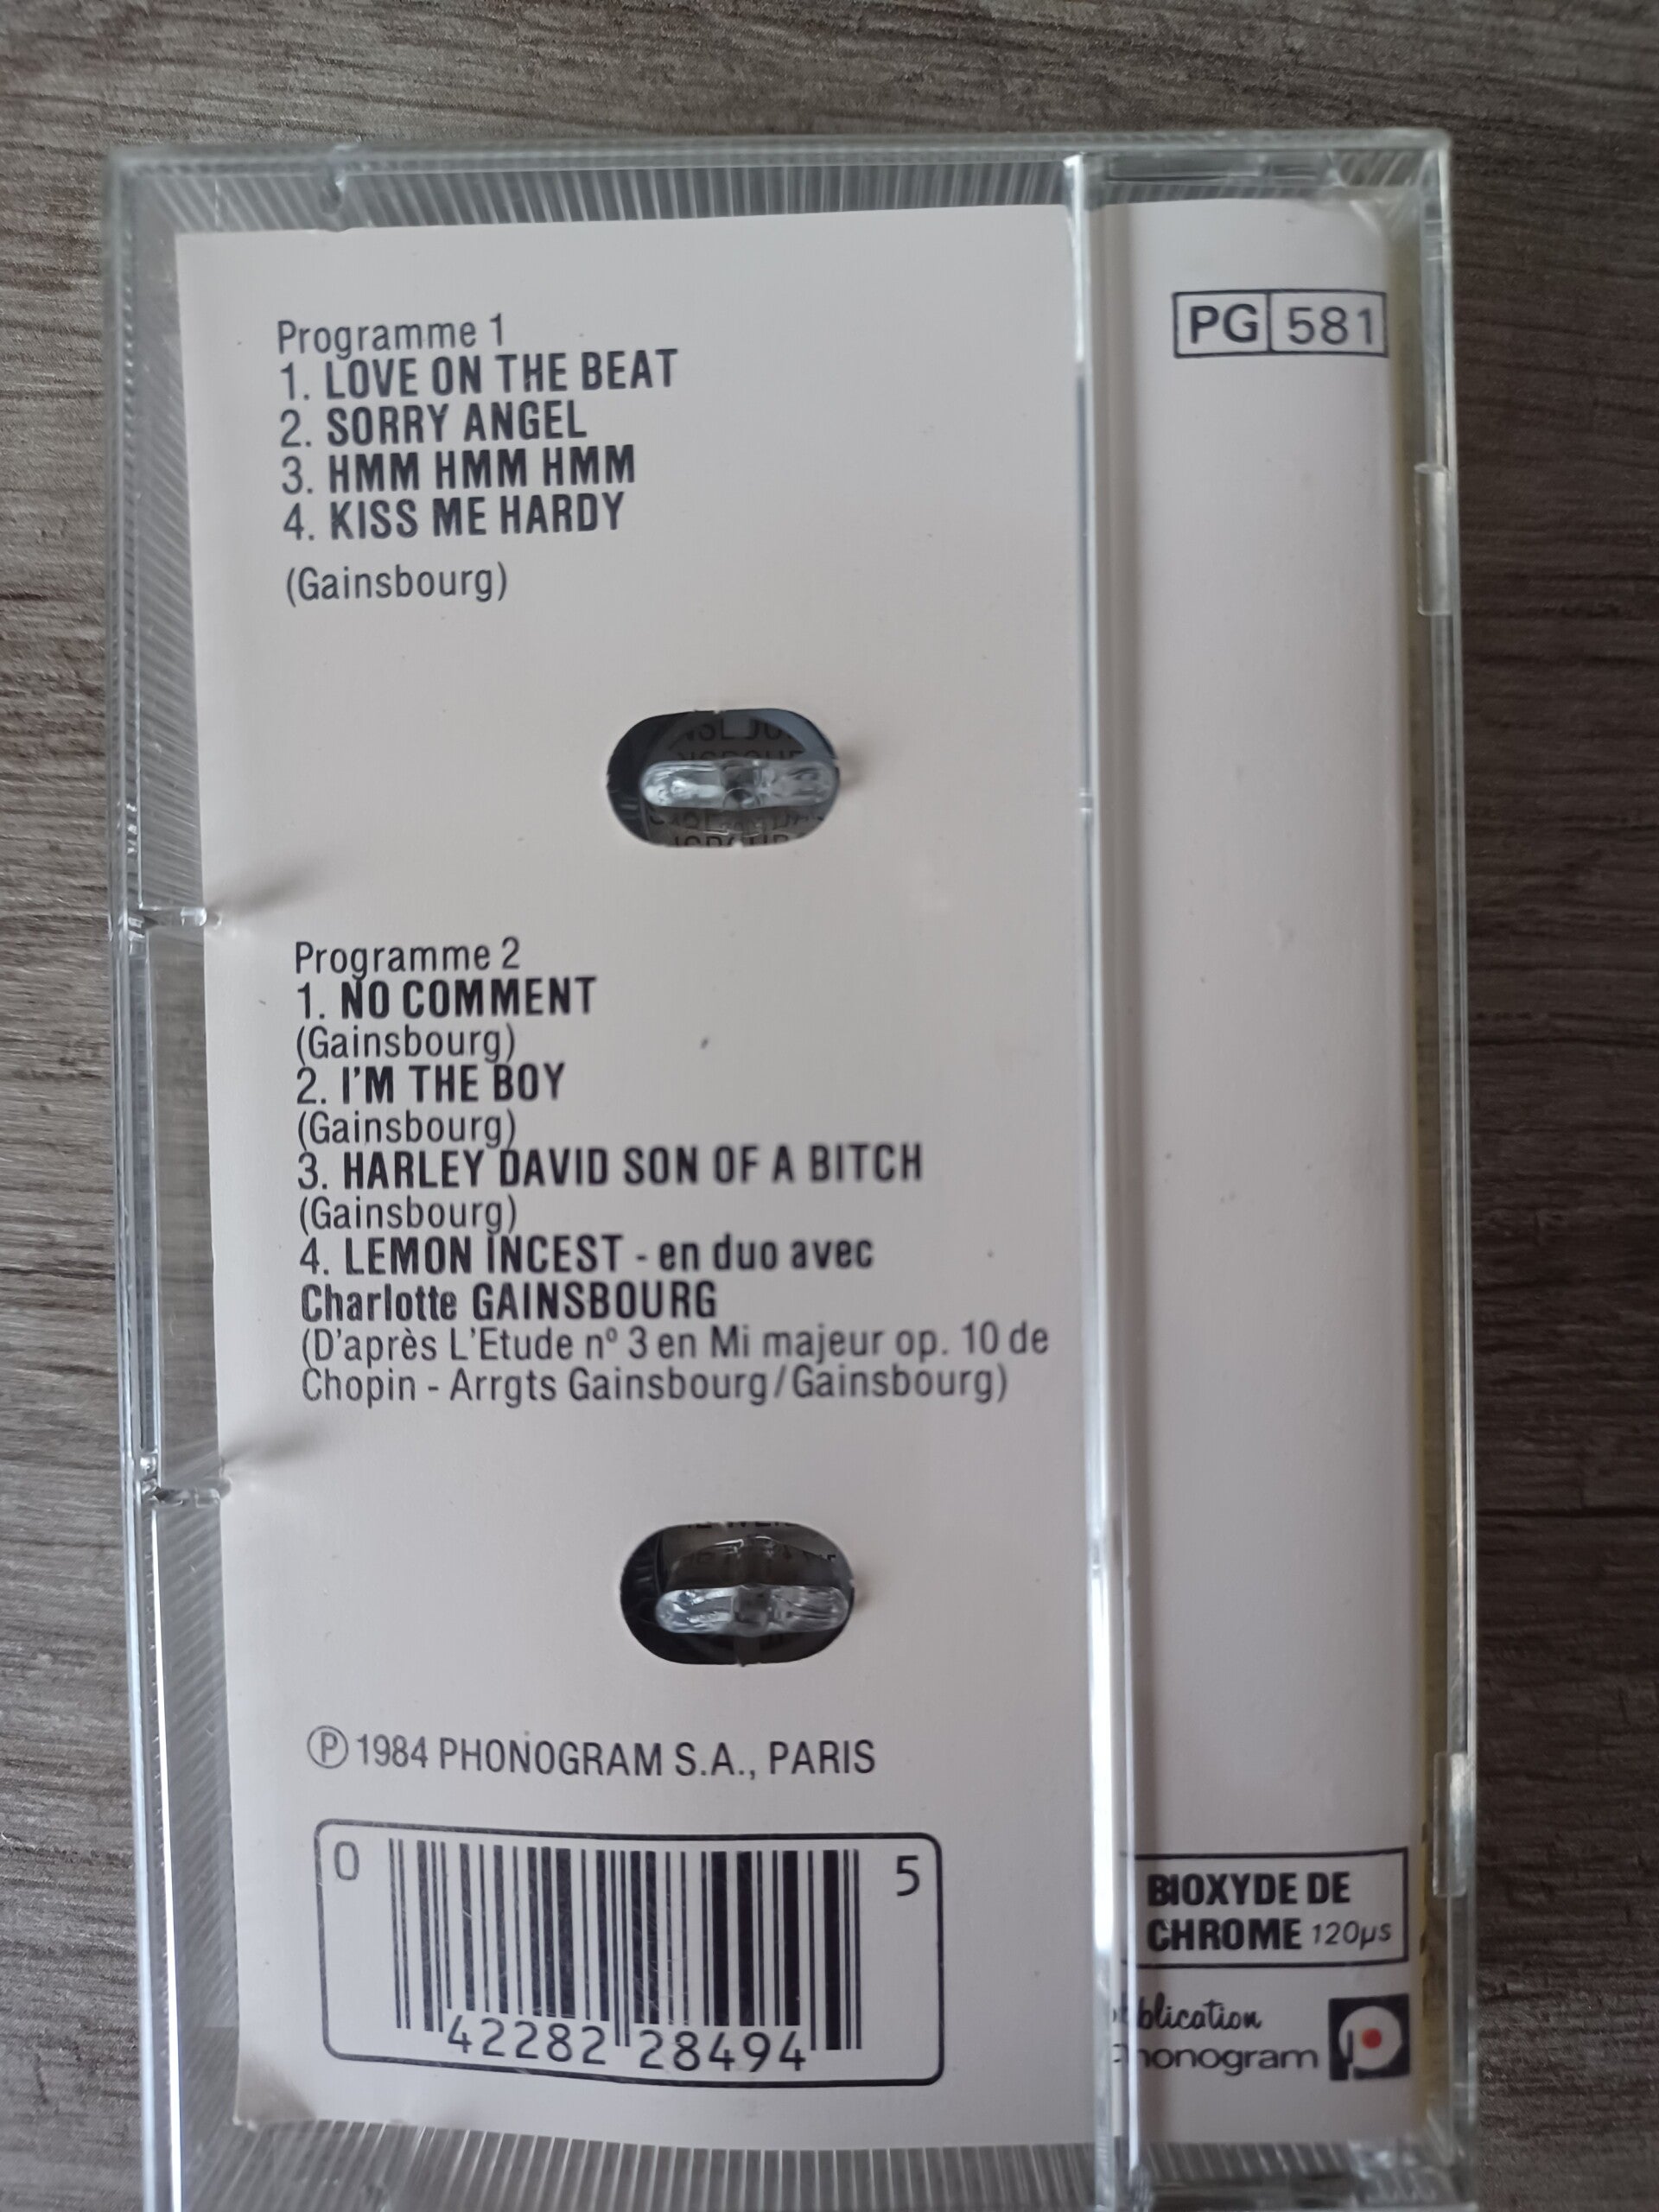 Programme 1
1. LOVE ON THE BEAT
2. SORRY ANGEL
3. HMM HMM HMM
4. KISS ME HARDY
(Gainsbourg)
Programme 2
1. NO COMMENT
(Gainsbourg)
2. I'M THE BOY
(Gainsbourg)
3. HARLEY DAVID SON OF A BITCH
(Gainsbourg)
4. LEMON INCEST - en duo avec
Charlotte GAINSBOURG
(D'après L'Etude nº 3 en Mi majeur op. 10 de
Chopin - Arrgts Gainsbourg/Gainsbourg)
Ⓟ 1984 PHONOGRAM S.A., PARIS
0 42282 28494 5
PG 581
BIOXYDE DE
CHROME 120µs